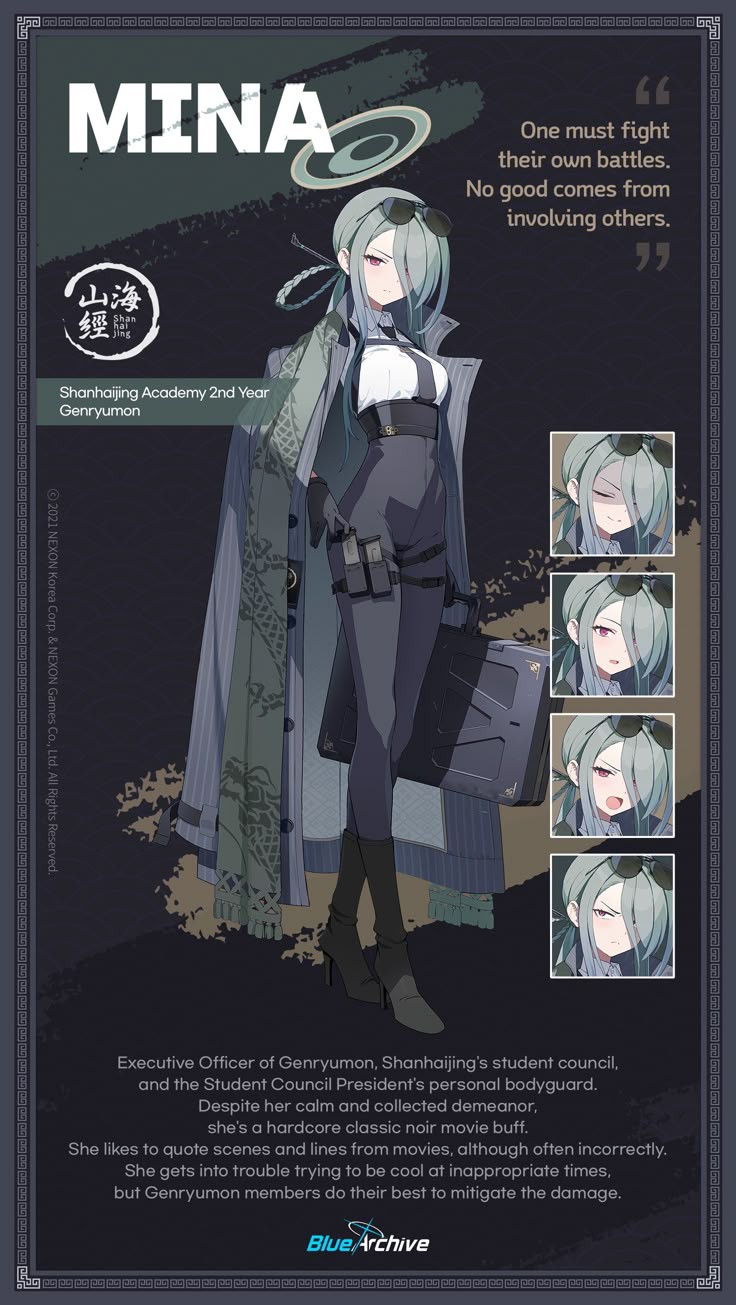 MINA
“
One must fight
their own battles.
No good comes from
involving others.
”
山海
經
Shan
hai
jing
Shanhaijing Academy 2nd Year
Genryumon
© 2021 NEXON Korea Corp. & NEXON Games Co., Ltd. All Rights Reserved.
Executive Officer of Genryumon, Shanhaijing's student council,
and the Student Council President's personal bodyguard.
Despite her calm and collected demeanor,
she's a hardcore classic noir movie buff.
She likes to quote scenes and lines from movies, although often incorrectly.
She gets into trouble trying to be cool at inappropriate times,
but Genryumon members do their best to mitigate the damage.
Blue Archive